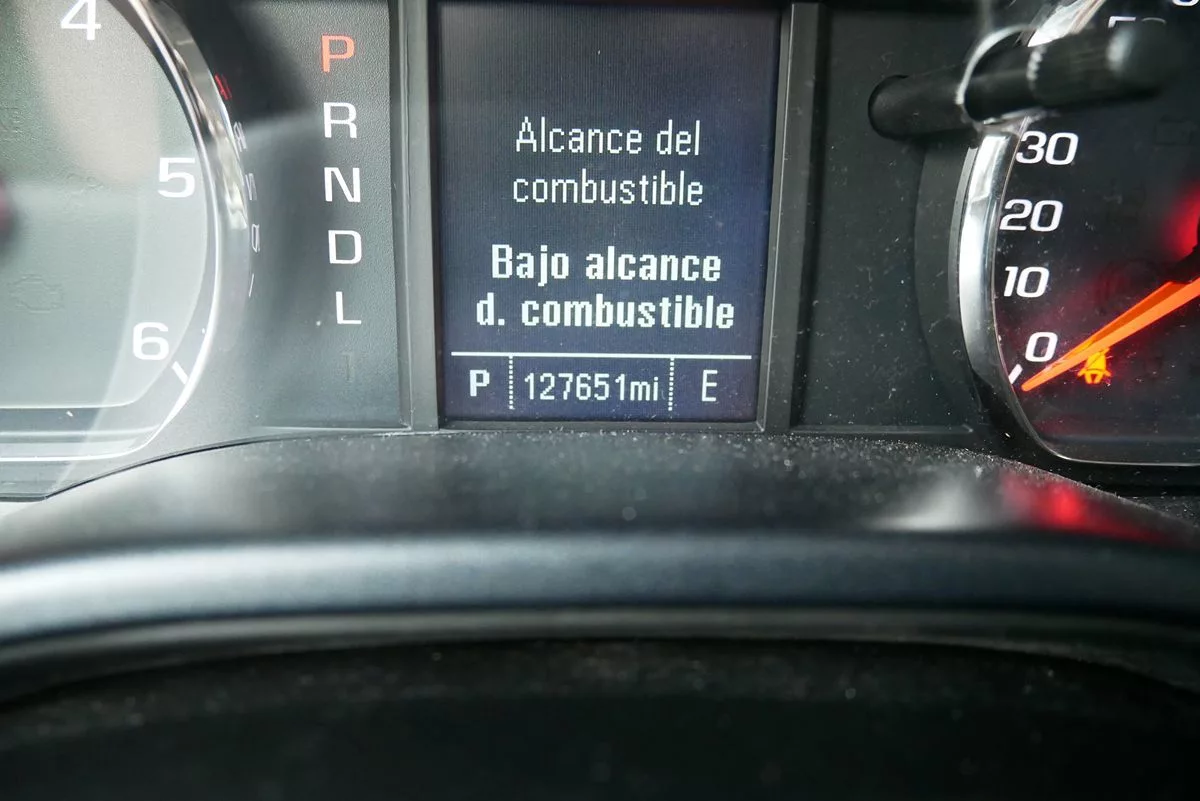 4
5
6
P
R
N
D
L
Alcance del
combustible
Bajo alcance
d. combustible
P 127651mi E
30
20
10
0